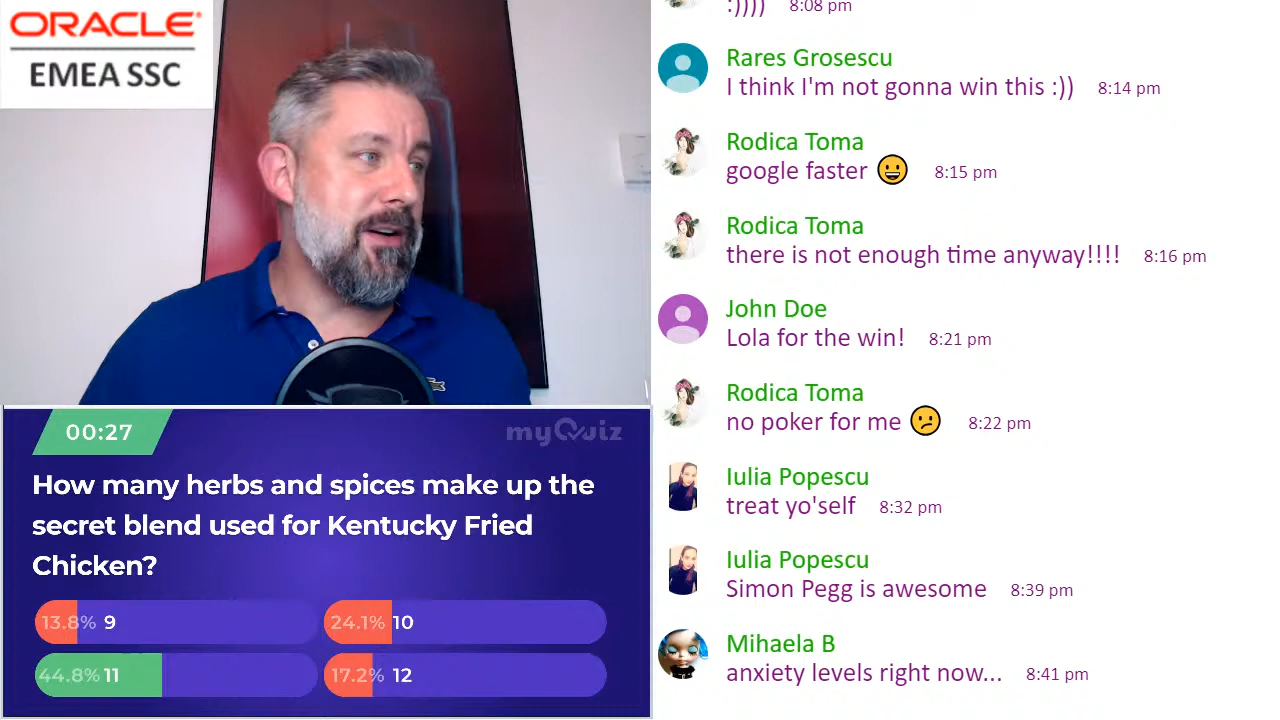 ORACLE®
EMEA SSC
00:27
myQuiz
How many herbs and spices make up the
secret blend used for Kentucky Fried
Chicken?
13.8% 9
24.1% 10
44.8% 11
17.2% 12
:)))) 8:08 pm
Rares Grosescu
I think I'm not gonna win this :)) 8:14 pm
Rodica Toma
google faster 😀 8:15 pm
Rodica Toma
there is not enough time anyway!!!! 8:16 pm
John Doe
Lola for the win! 8:21 pm
Rodica Toma
no poker for me 😕 8:22 pm
Iulia Popescu
treat yo'self 8:32 pm
Iulia Popescu
Simon Pegg is awesome 8:39 pm
Mihaela B
anxiety levels right now... 8:41 pm